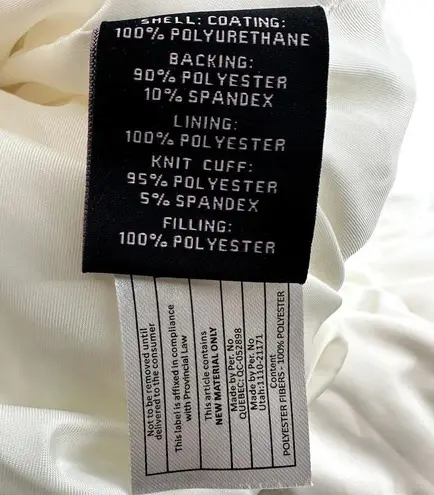 SHELL: COATING:
100% POLYURETHANE
BACKING:
90% POLYESTER
10% SPANDEX
LINING:
100% POLYESTER
KNIT CUFF:
95% POLYESTER
5% SPANDEX
FILLING:
100% POLYESTER
Not to be removed until
delivered to the consumer
This label is affixed in compliance
with Provincial Law
This article contains
NEW MATERIAL ONLY
Made by Per. No
QUEBEC: QC-052898
Made by Per. No
Utah:1110-21171
Content
POLYESTER FIBERS - 100% POLYESTER